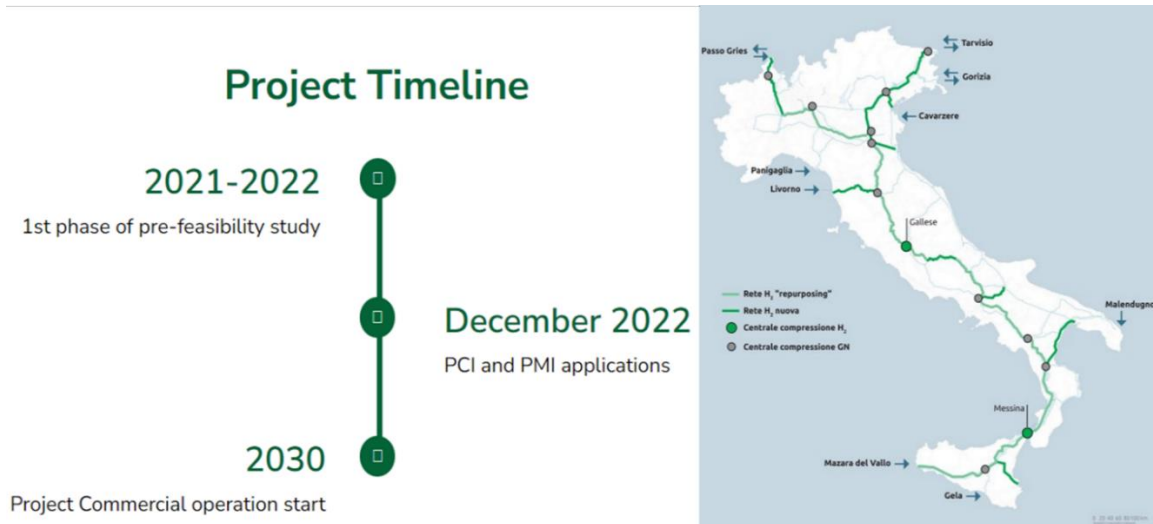 Project Timeline
2021-2022
1st phase of pre-feasibility study
December 2022
PCI and PMI applications
2030
Project Commercial operation start
Passo Gries
Tarvisio
Gorizia
Cavarzere
Panigaglia
Livorno
Gallese
Rete H₂ "repurposing"
Rete H₂ nuova
Centrale compressione H₂
Centrale compressione GN
Malendugno
Messina
Mazara del Vallo
Gela